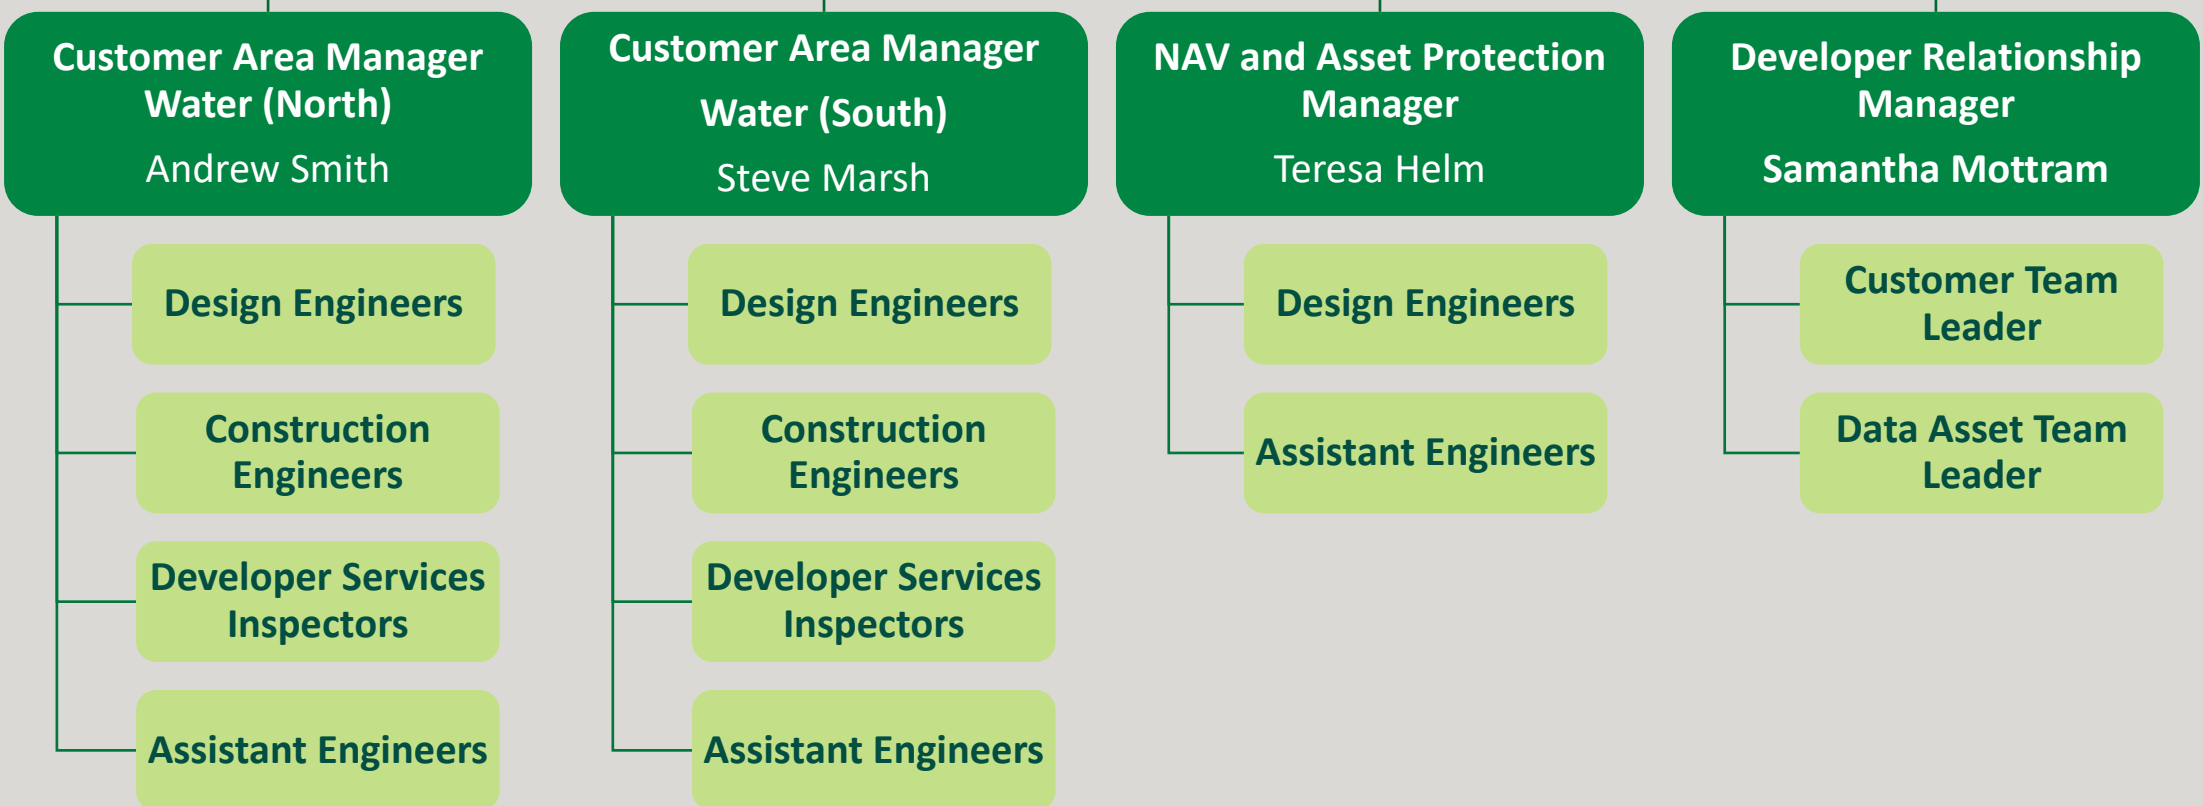 Customer Area Manager
Water (North)
Andrew Smith
Design Engineers
Construction
Engineers
Developer Services
Inspectors
Assistant Engineers
Customer Area Manager
Water (South)
Steve Marsh
Design Engineers
Construction
Engineers
Developer Services
Inspectors
Assistant Engineers
NAV and Asset Protection
Manager
Teresa Helm
Design Engineers
Assistant Engineers
Developer Relationship
Manager
Samantha Mottram
Customer Team
Leader
Data Asset Team
Leader